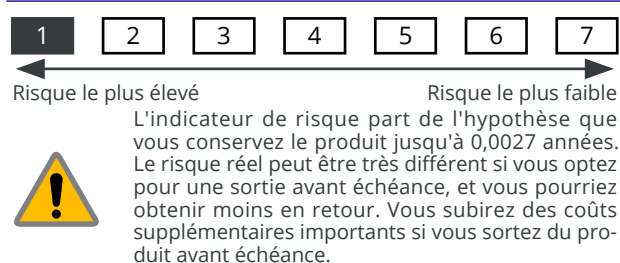 1 2 3 4 5 6 7
Risque le plus élevé Risque le plus faible
L'indicateur de risque part de l'hypothèse que
vous conservez le produit jusqu'à 0,0027 années.
Le risque réel peut être très différent si vous optez
pour une sortie avant échéance, et vous pourriez
obtenir moins en retour. Vous subirez des coûts
supplémentaires importants si vous sortez du pro-
duit avant échéance.